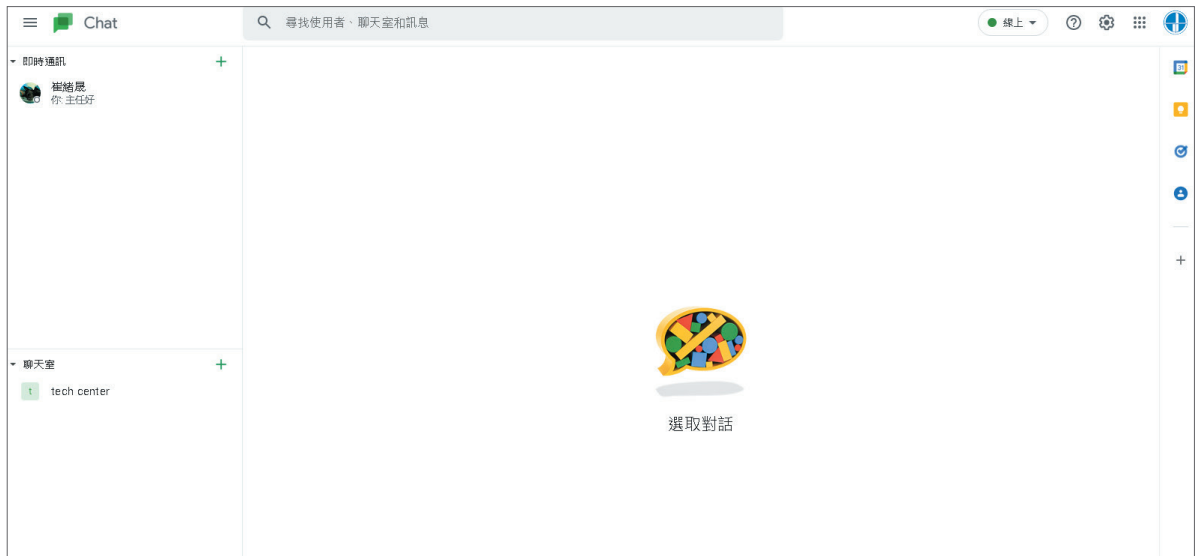 Chat
尋找使用者、聊天室和訊息
線上
即時通訊
崔緒晟
你: 主任好
31
聊天室
t
tech center
選取對話